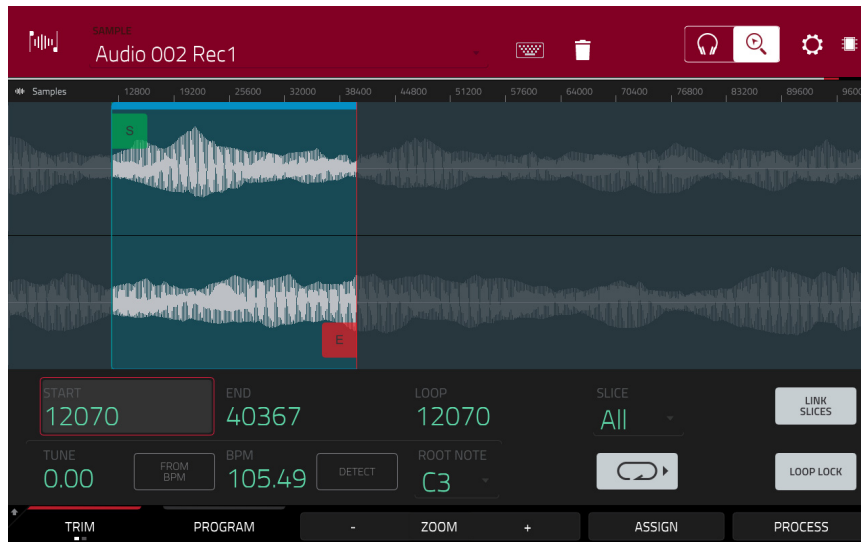 SAMPLE
Audio 002 Rec1
Samples 12800 19200 25600 32000 38400 44800 51200 57600 64000 70400 76800 83200 89600 9600
S
E
START END LOOP SLICE
12070 40367 12070 All
LINK
SLICES
TUNE BPM ROOT NOTE
0.00 FROM BPM 105.49 DETECT C3 LOOP LOCK
TRIM PROGRAM - ZOOM + ASSIGN PROCESS